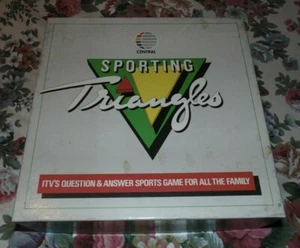 CENTRAL
SPORTING
Triangles
ITV'S QUESTION & ANSWER SPORTS GAME FOR ALL THE FAMILY